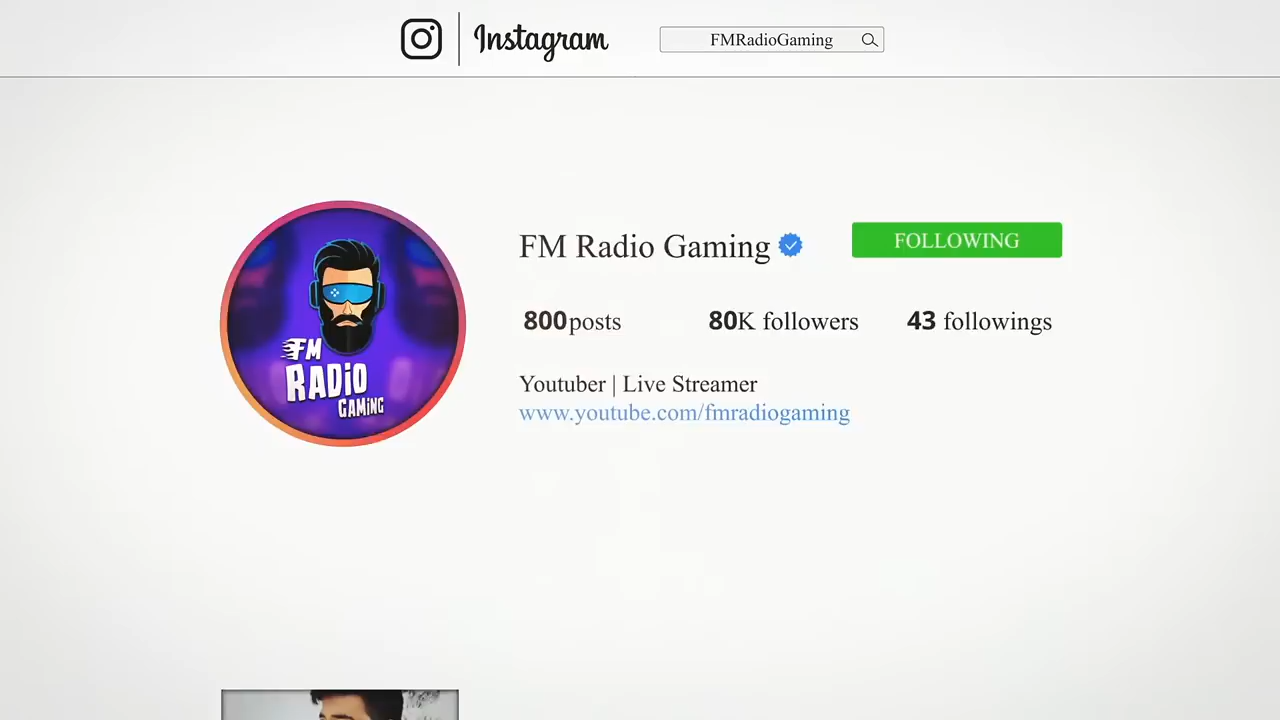 Instagram
FMRadioGaming
FM Radio Gaming
FOLLOWING
800posts
80K followers
43 followings
Youtuber | Live Streamer
www.youtube.com/fmradiogaming
FM
RADiO
GAMiNG